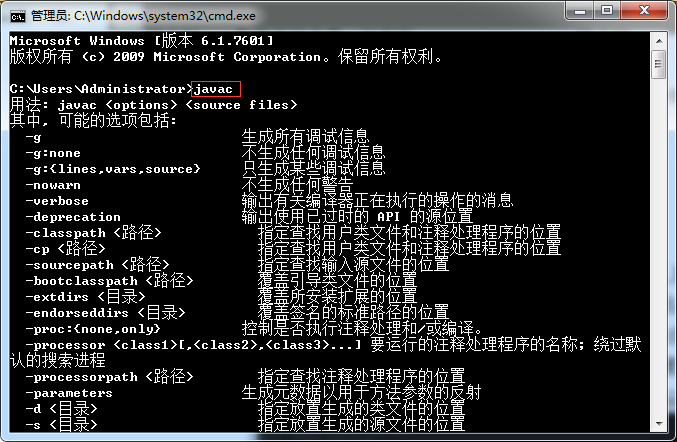 管理员: C:\Windows\system32\cmd.exe
Microsoft Windows [版本 6.1.7601]
版权所有 (c) 2009 Microsoft Corporation。保留所有权利。
C:\Users\Administrator>javac
用法: javac <options> <source files>
其中, 可能的选项包括:
-g 生成所有调试信息
-g:none 不生成任何调试信息
-g:{lines,vars,source} 只生成某些调试信息
-nowarn 不生成任何警告
-verbose 输出有关编译器正在执行的操作的消息
-deprecation 输出使用已过时的 API 的源位置
-classpath <路径> 指定查找用户类文件和注释处理程序的位置
-cp <路径> 指定查找用户类文件和注释处理程序的位置
-sourcepath <路径> 指定查找输入源文件的位置
-bootclasspath <路径> 覆盖引导类文件的位置
-extdirs <目录> 覆盖所安装扩展的位置
-endorseddirs <目录> 覆盖签名的标准路径的位置
-proc:{none,only} 控制是否执行注释处理和/或编译。
-processor <class1>[,<class2>,<class3>...] 要运行的注释处理程序的名称; 绕过默
认的搜索进程
-processorpath <路径> 指定查找注释处理程序的位置
-parameters 生成元数据以用于方法参数的反射
-d <目录> 指定放置生成的类文件的位置
-s <目录> 指定放置生成的源文件的位置